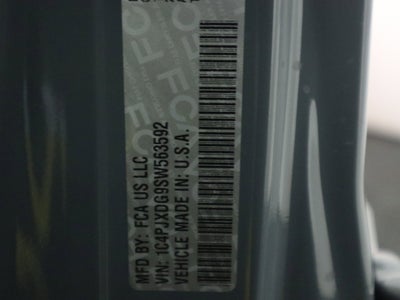 MFD BY: FCA US LLC
VIN: 1C4PJXDG9SW563592
VEHICLE MADE IN: U.S.A.